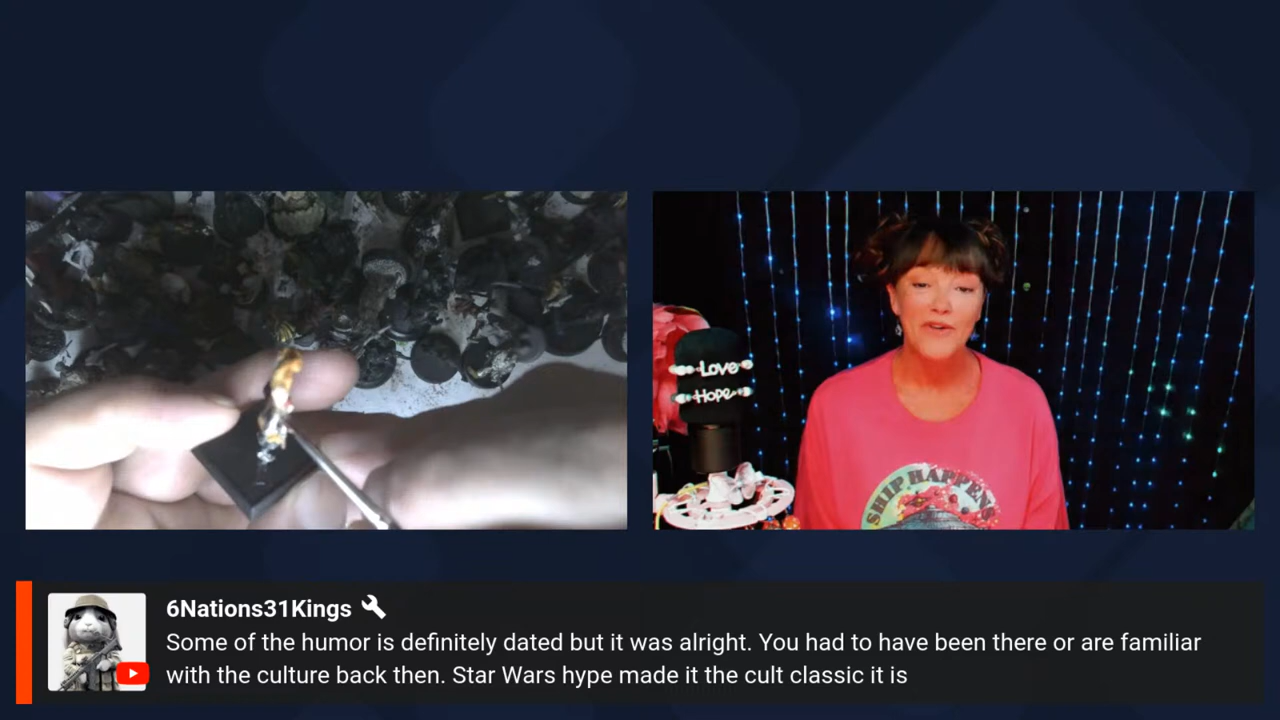 Love
Hope
SHIP HAPPENS
6Nations31Kings
Some of the humor is definitely dated but it was alright. You had to have been there or are familiar
with the culture back then. Star Wars hype made it the cult classic it is